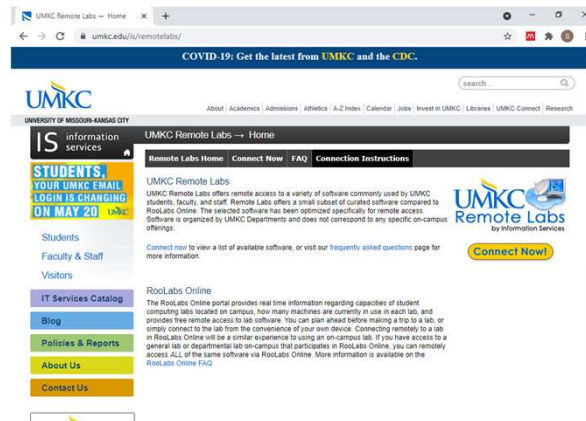 UMKC Remote Labs → Home
umkc.edu/is/remotelabs/
COVID-19: Get the latest from UMKC and the CDC.
search...
UMKC
UNIVERSITY OF MISSOURI-KANSAS CITY
About Academics Admissions Athletics A-Z Index Calendar Jobs Invest in UMKC Libraries UMKC Connect Research
IS information services
UMKC Remote Labs → Home
Remote Labs Home Connect Now FAQ Connection Instructions
STUDENTS,
YOUR UMKC EMAIL
LOGIN IS CHANGING
ON MAY 20 UMKC
Students
Faculty & Staff
Visitors
IT Services Catalog
Blog
Policies & Reports
About Us
Contact Us
UMKC Remote Labs
UMKC Remote Labs offers remote access to a variety of software commonly used by UMKC
students, faculty, and staff. Remote Labs offers a small subset of curated software compared to
RooLabs Online. The selected software has been optimized specifically for remote access.
Software is organized by UMKC Departments and does not correspond to any specific on-campus
offerings.
Connect now to view a list of available software, or visit our frequently asked questions page for
more information.
RooLabs Online
The RooLabs Online portal provides real time information regarding capacities of student
computing labs located on campus, how many machines are currently in use in each lab, and
provides free remote access to lab software. You can plan ahead before making a trip to a lab, or
simply connect to the lab from the convenience of your own device. Connecting remotely to a lab
in RooLabs Online will be a similar experience to using an on-campus lab. If you have access to a
general lab or departmental lab on-campus that participates in RooLabs Online, you can remotely
access ALL of the same software via RooLabs Online. More information is available on the
RooLabs Online FAQ
UMKC
Remote Labs
by Information Services
Connect Now!